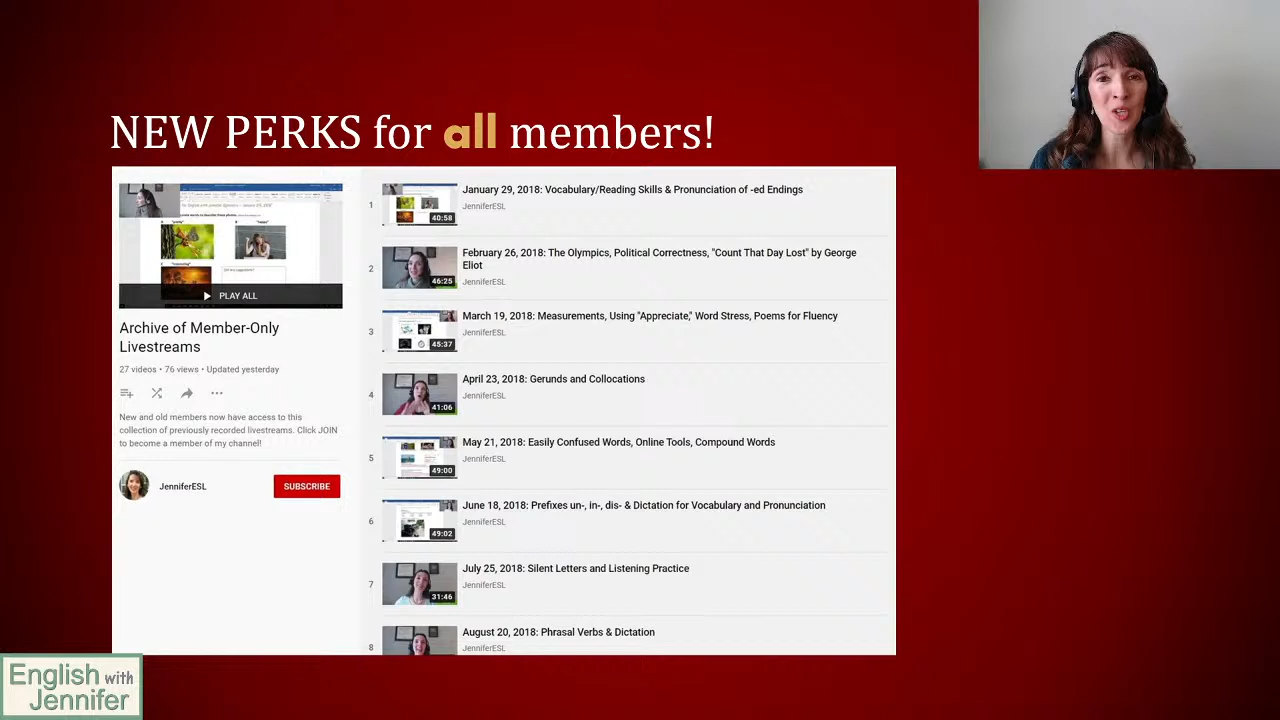 NEW PERKS for all members!
PLAY ALL
Archive of Member-Only
Livestreams
27 videos • 76 views • Updated yesterday
New and old members now have access to this
collection of previously recorded livestreams. Click JOIN
to become a member of my channel!
JenniferESL
SUBSCRIBE
1
January 29, 2018: Vocabulary/Reading Skills & Pronunciation of -ed Endings
JenniferESL
40:58
2
February 26, 2018: The Olympics, Political Correctness, "Count That Day Lost" by George
Eliot
JenniferESL
46:25
3
March 19, 2018: Measurements, Using "Appreciate," Word Stress, Poems for Fluency
JenniferESL
45:37
4
April 23, 2018: Gerunds and Collocations
JenniferESL
41:06
5
May 21, 2018: Easily Confused Words, Online Tools, Compound Words
JenniferESL
49:00
6
June 18, 2018: Prefixes un-, in-, dis- & Dictation for Vocabulary and Pronunciation
JenniferESL
49:02
7
July 25, 2018: Silent Letters and Listening Practice
JenniferESL
31:46
8
August 20, 2018: Phrasal Verbs & Dictation
JenniferESL
English with
Jennifer